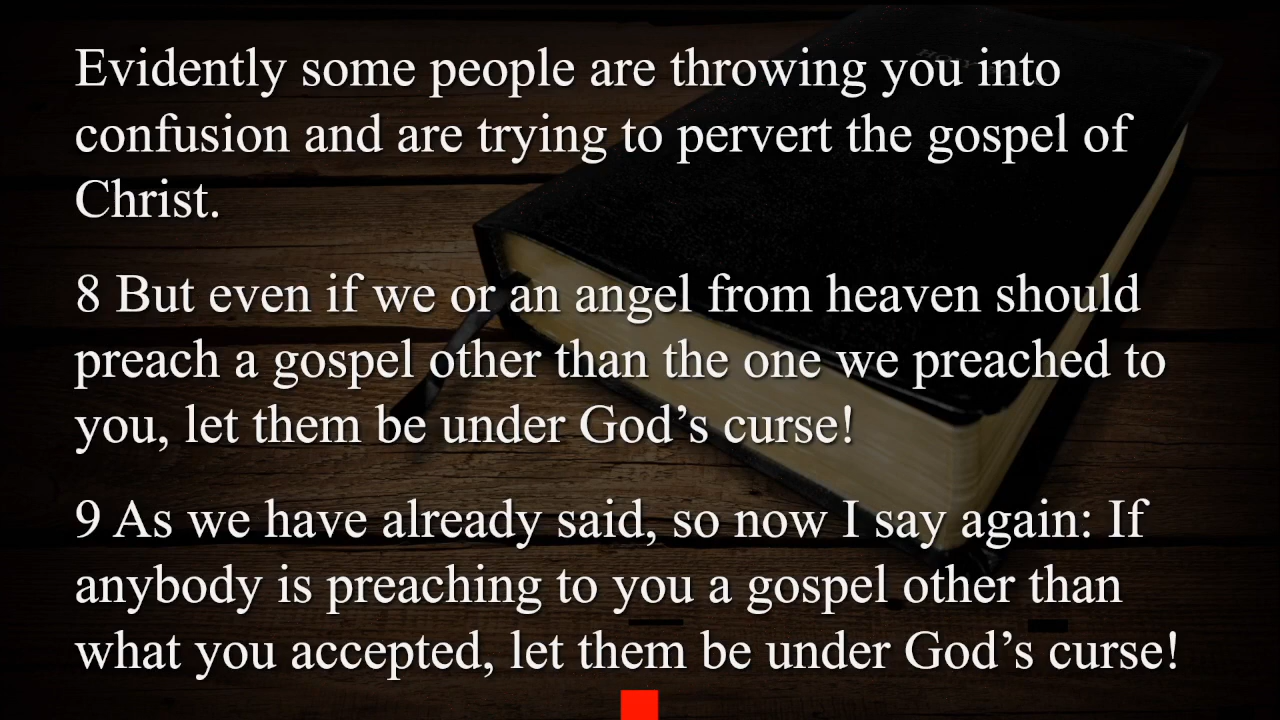 Evidently some people are throwing you into
confusion and are trying to pervert the gospel of
Christ.
8 But even if we or an angel from heaven should
preach a gospel other than the one we preached to
you, let them be under God’s curse!
9 As we have already said, so now I say again: If
anybody is preaching to you a gospel other than
what you accepted, let them be under God’s curse!